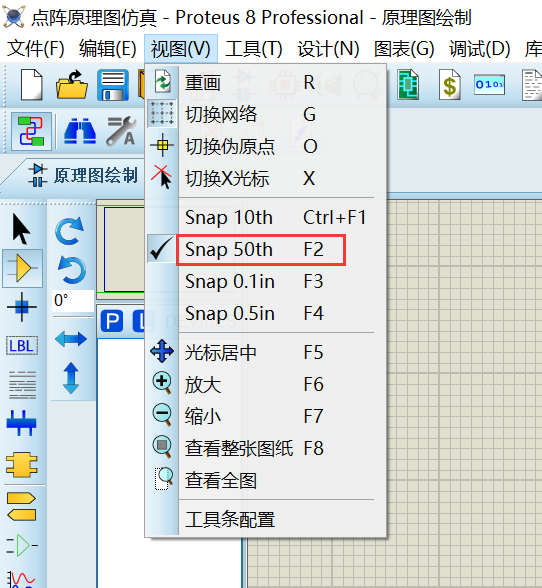 点阵原理图仿真 - Proteus 8 Professional - 原理图绘制
文件(F) 编辑(E) 视图(V) 工具(T) 设计(N) 图表(G) 调试(D) 库
$ 0101
原理图绘制
重画 R
切换网络 G
切换伪原点 O
切换X光标 X
Snap 10th Ctrl+F1
Snap 50th F2
Snap 0.1in F3
Snap 0.5in F4
光标居中 F5
放大 F6
缩小 F7
查看整张图纸 F8
查看全图
工具条配置
0°
P L
LBL